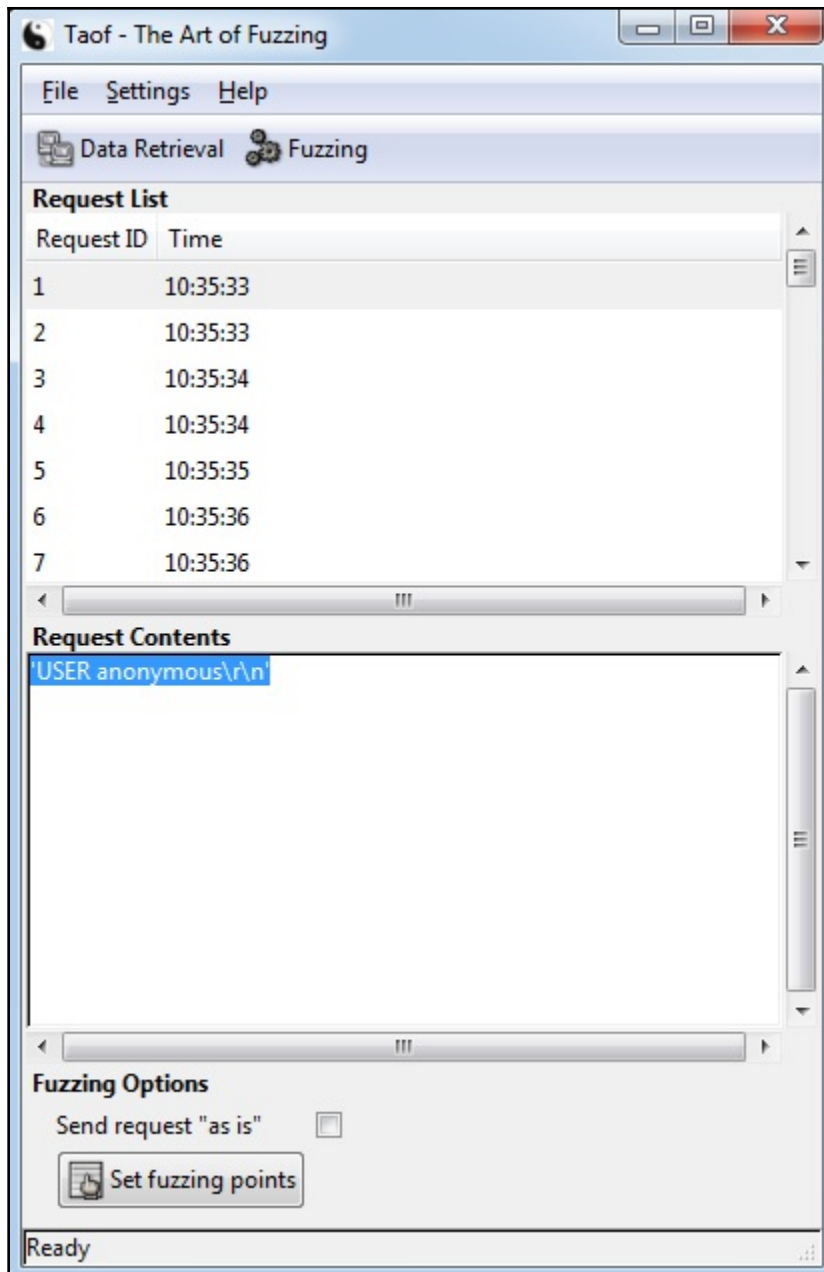 Taof - The Art of Fuzzing
File Settings Help
Data Retrieval Fuzzing
Request List
Request ID Time
1 10:35:33
2 10:35:33
3 10:35:34
4 10:35:34
5 10:35:35
6 10:35:36
7 10:35:36
Request Contents
'USER anonymous\r\n'
Fuzzing Options
Send request "as is"
Set fuzzing points
Ready